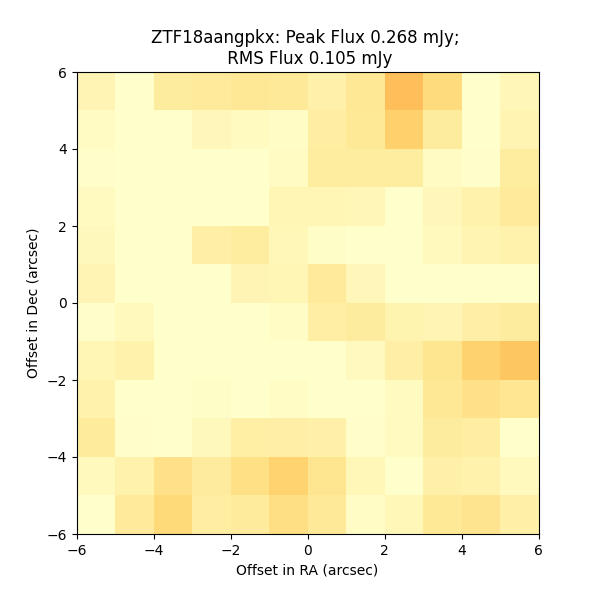 ZTF18aangpkx: Peak Flux 0.268 mJy;
RMS Flux 0.105 mJy
6
4
2
0
−2
−4
−6
Offset in Dec (arcsec)
−6 −4 −2 0 2 4 6
Offset in RA (arcsec)